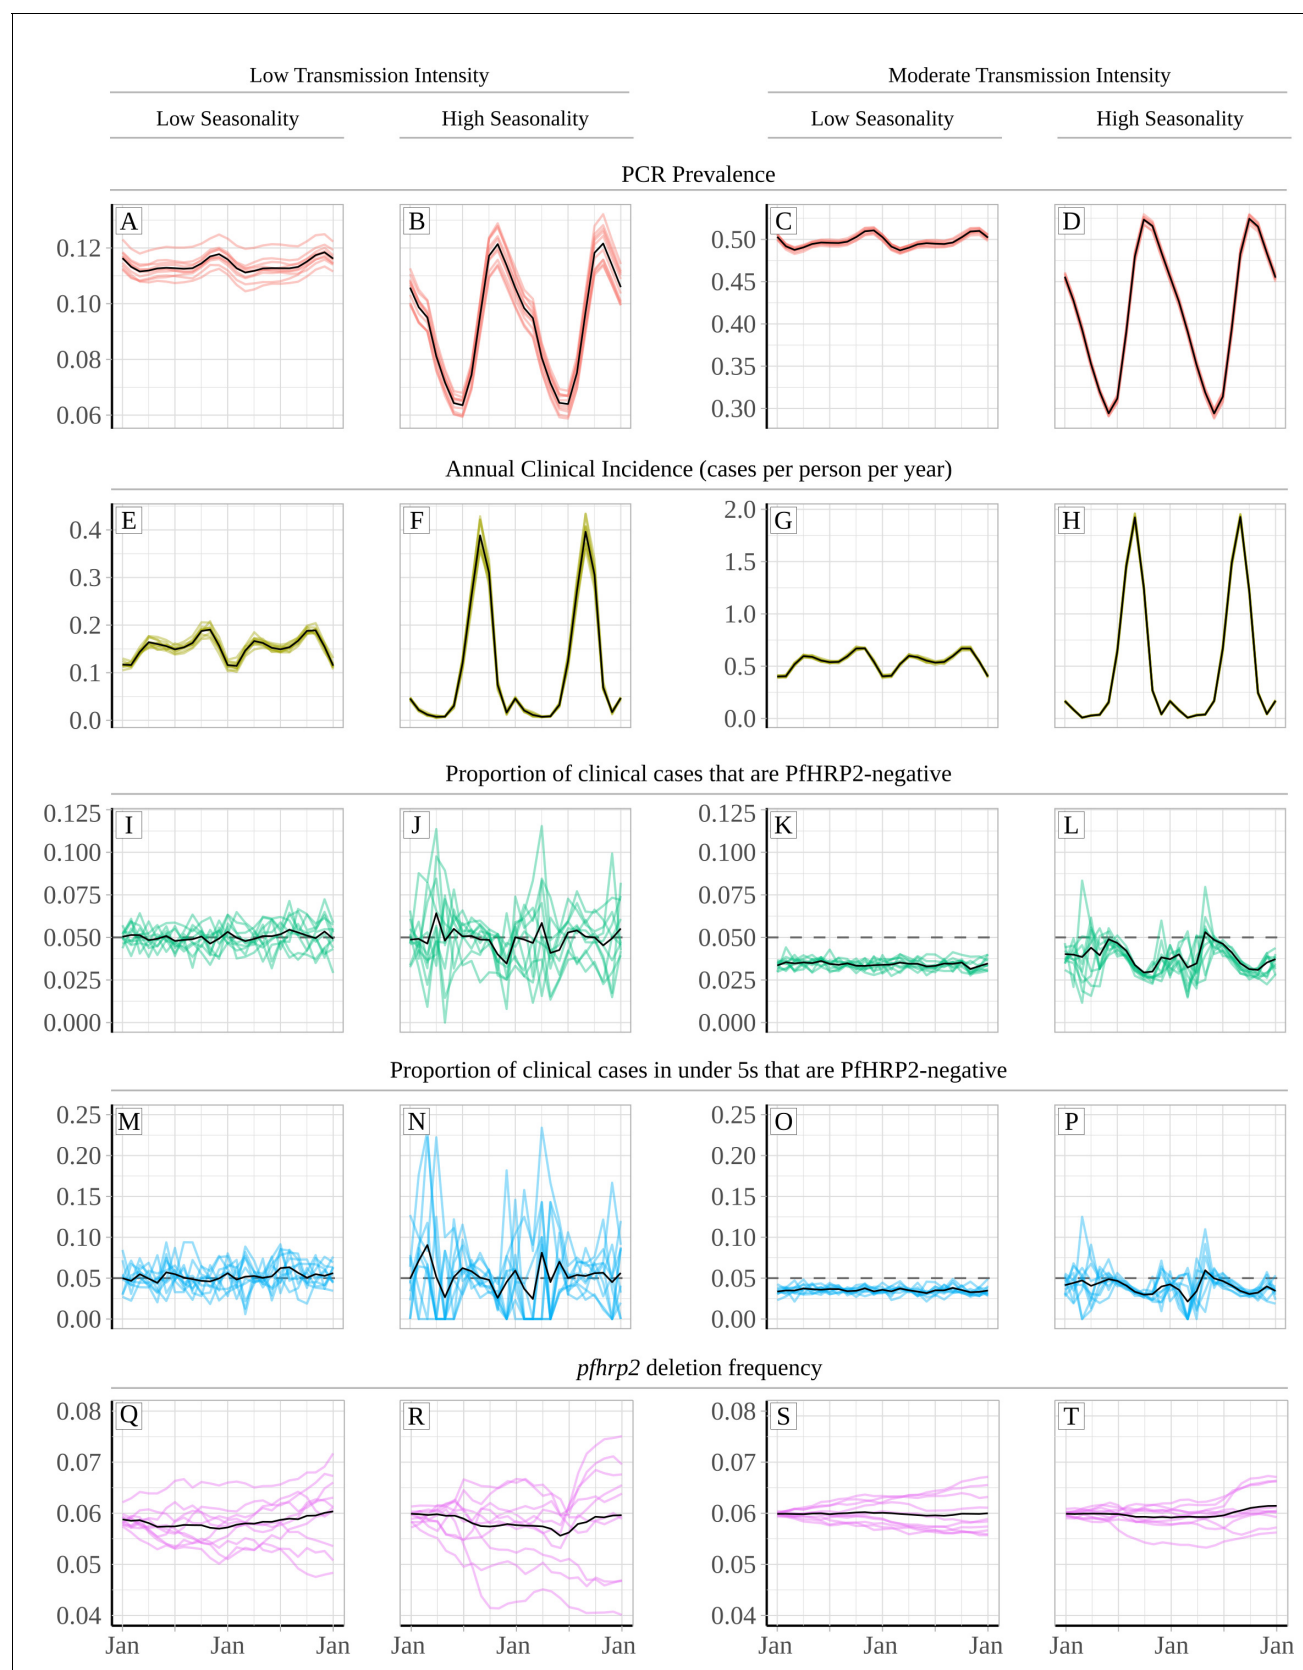 Low Transmission Intensity Moderate Transmission Intensity
Low Seasonality High Seasonality Low Seasonality High Seasonality
PCR Prevalence
A B C D
0.12 0.50
0.10 0.45
0.08 0.40
0.06 0.35
0.30
Annual Clinical Incidence (cases per person per year)
E F G H
0.4 2.0
0.3 1.5
0.2 1.0
0.1 0.5
0.0 0.0
Proportion of clinical cases that are PfHRP2-negative
I J K L
0.125 0.125
0.100 0.100
0.075 0.075
0.050 0.050
0.025 0.025
0.000 0.000
Proportion of clinical cases in under 5s that are PfHRP2-negative
M N O P
0.25 0.25
0.20 0.20
0.15 0.15
0.10 0.10
0.05 0.05
0.00 0.00
pfhrp2 deletion frequency
Q R S T
0.08 0.08
0.07 0.07
0.06 0.06
0.05 0.05
0.04 0.04
Jan Jan Jan Jan Jan Jan Jan Jan Jan Jan Jan Jan